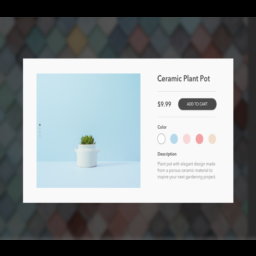 Ceramic Plant Pot
$9.99
ADD TO CART
Color
Description
Plant pot with elegant design made
from a porous ceramic material to
inspire your next gardening project.